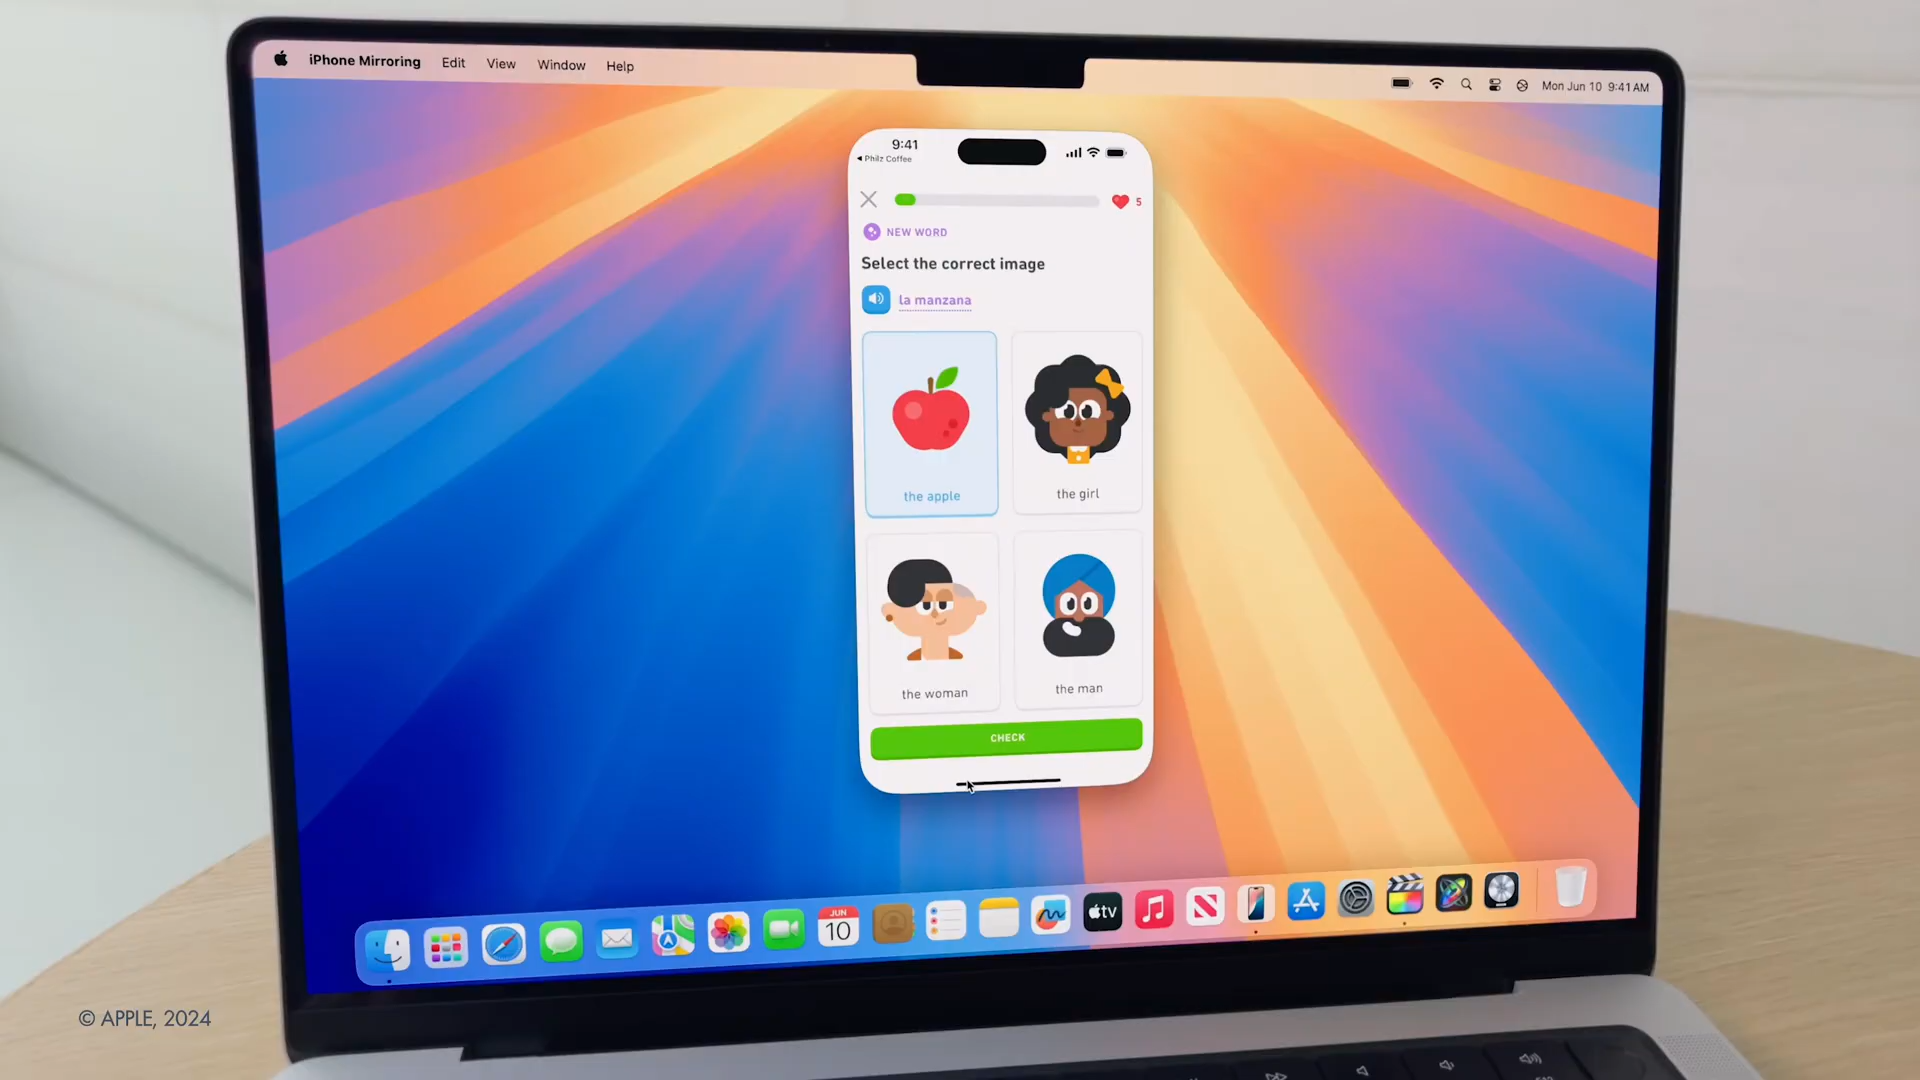 iPhone Mirroring Edit View Window Help
Mon Jun 10 9:41 AM
9:41
Philz Coffee
5
NEW WORD
Select the correct image
la manzana
the apple
the girl
the woman
the man
CHECK
JUN
10
tv
© APPLE, 2024